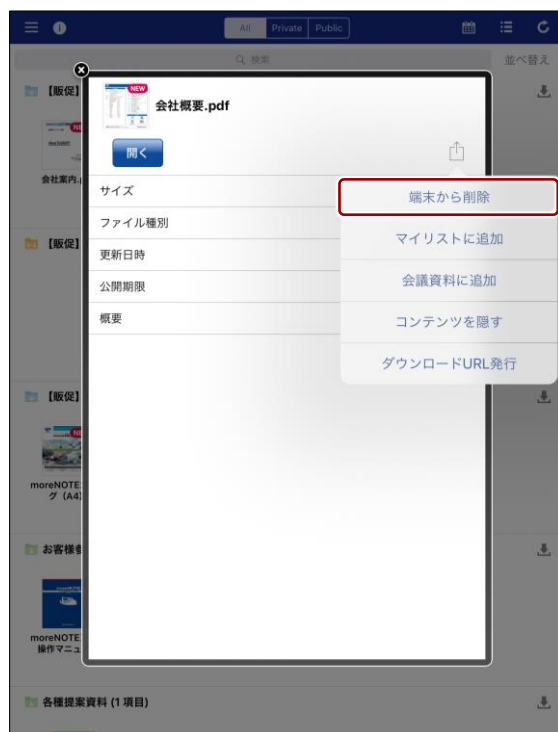 All Private Public
検索
並べ替え
【販促】
NEW
会社概要.pdf
開く
会社案内.
サイズ
端末から削除
ファイル種別
マイリストに追加
【販促】
更新日時
会議資料に追加
公開期限
コンテンツを隠す
概要
ダウンロードURL発行
【販促】
moreNOTE
グ（A4）
お客様
moreNOTE
操作マニュ
各種提案資料 (1 項目)